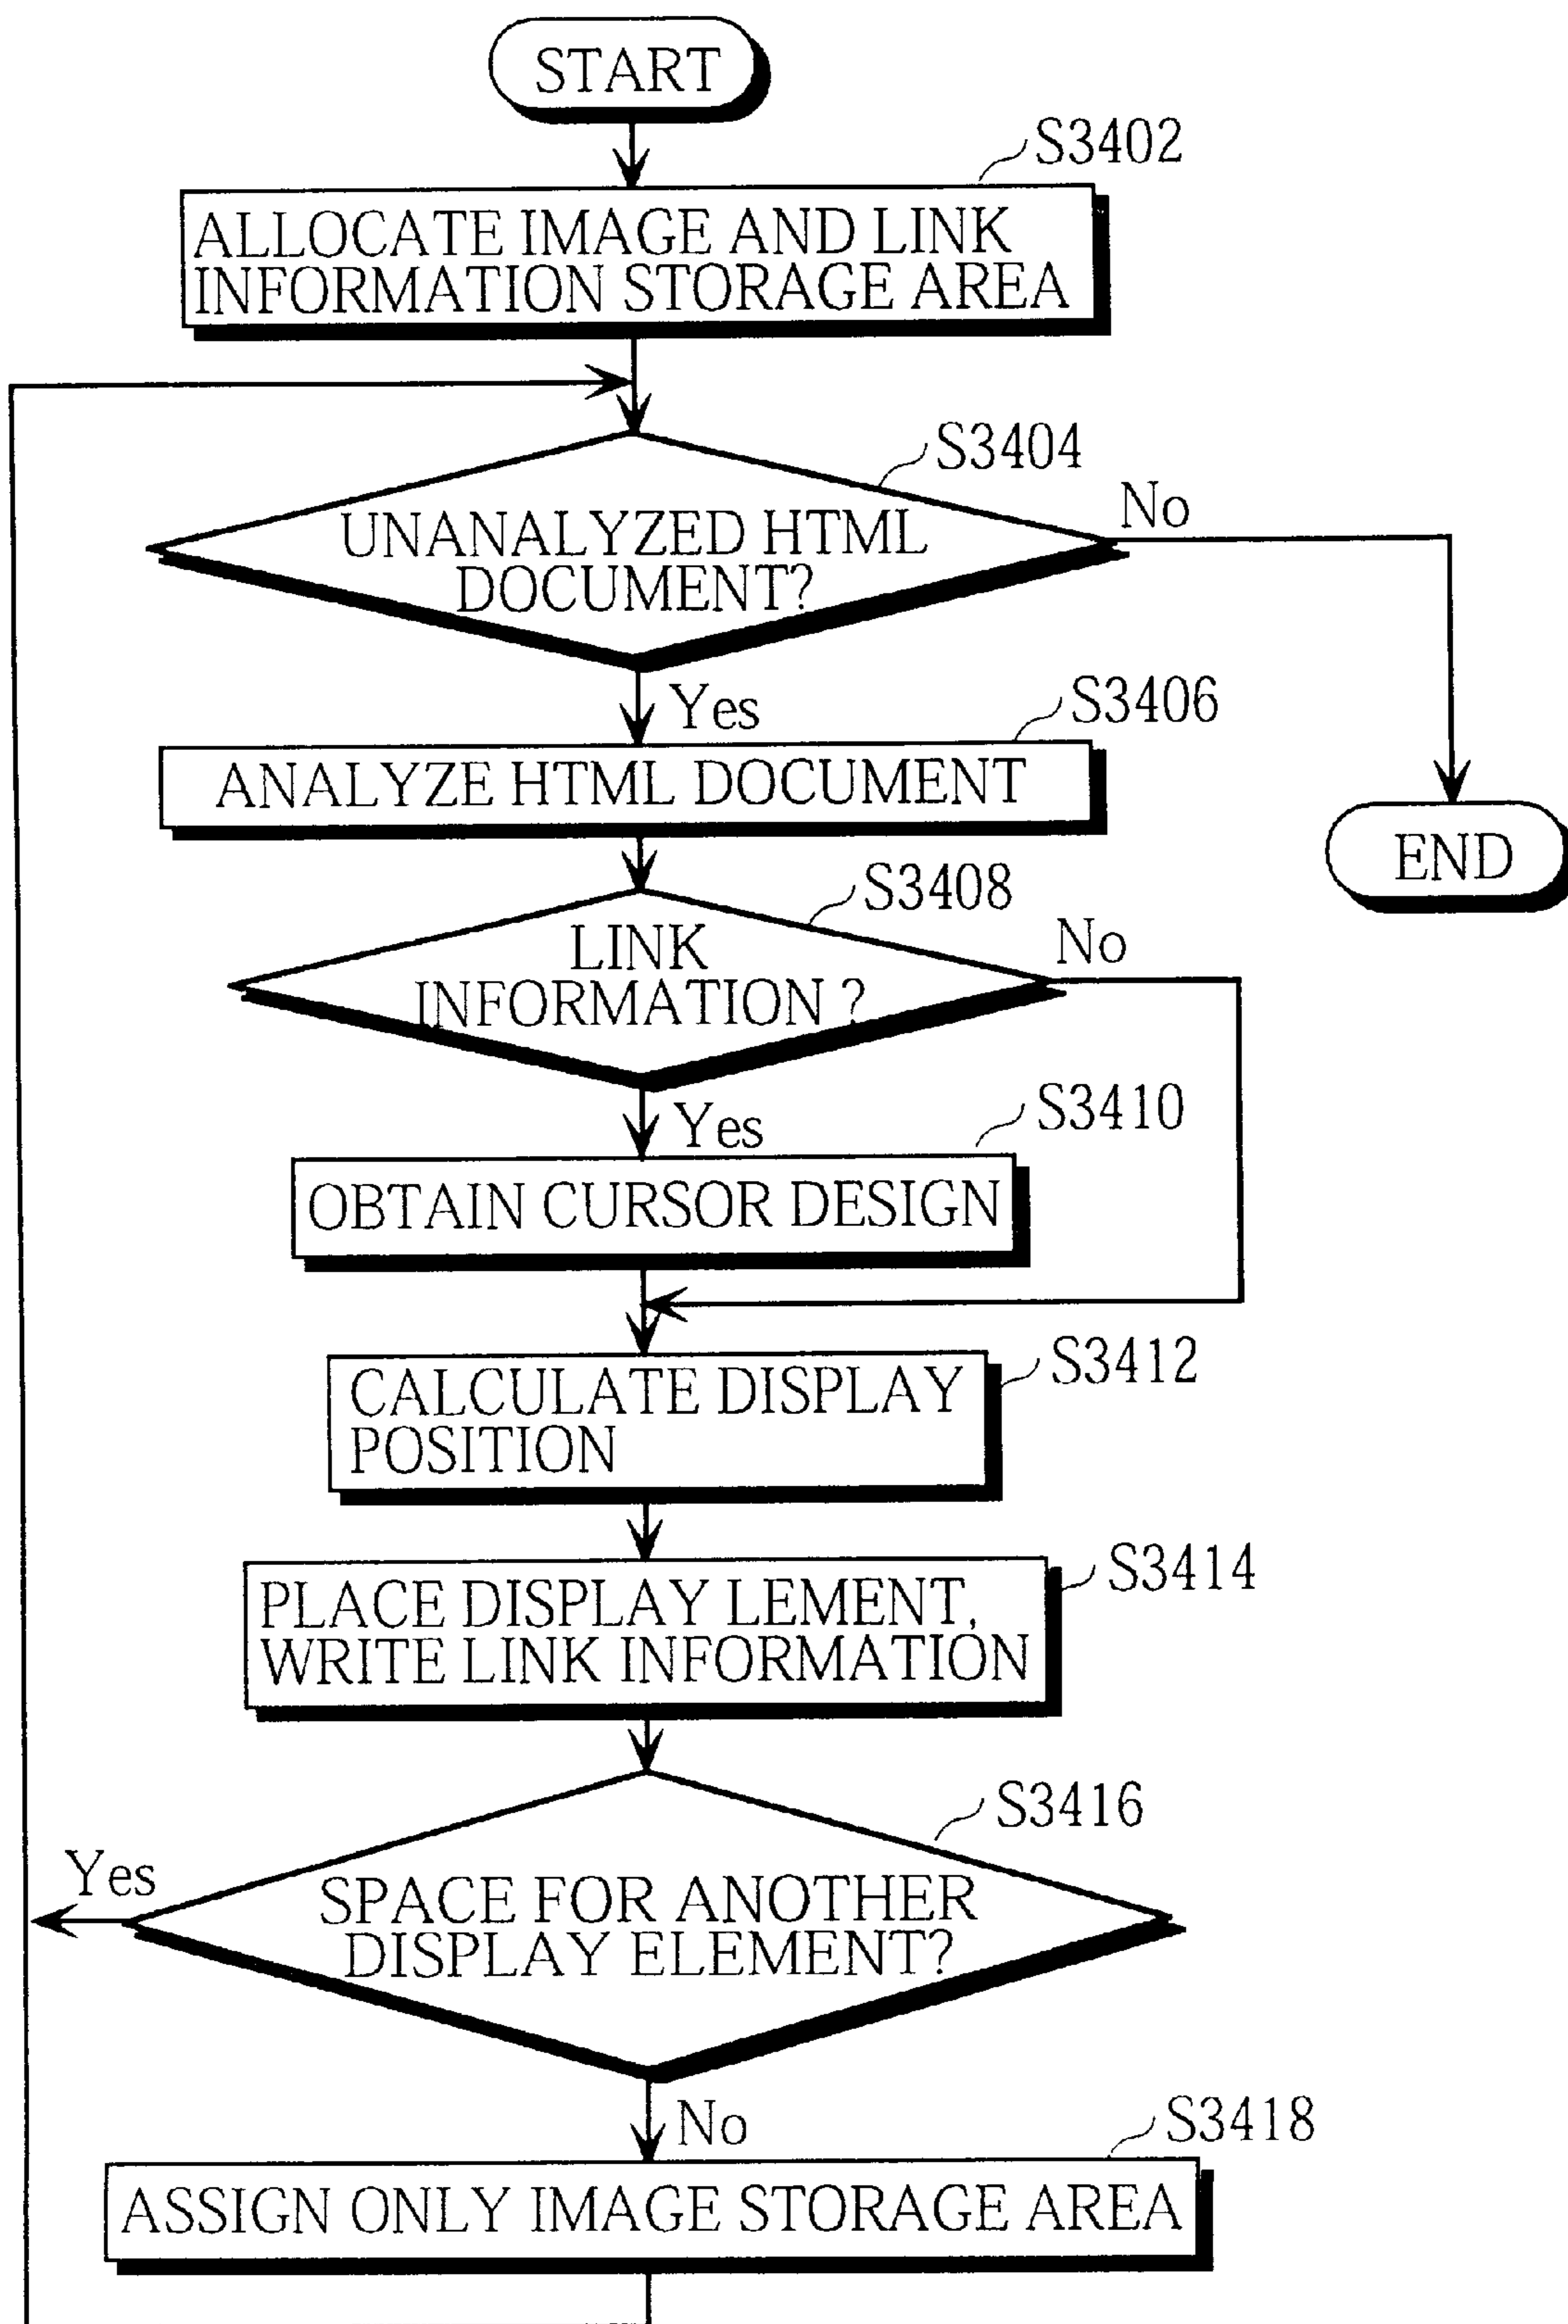 START
S3402
ALLOCATE IMAGE AND LINK
INFORMATION STORAGE AREA
S3404
No
UNANALYZED HTML
DOCUMENT?
Yes
S3406
ANALYZE HTML DOCUMENT
END
S3408
LINK
No
INFORMATION ?
Yes
S3410
OBTAIN CURSOR DESIGN
S3412
CALCULATE DISPLAY
POSITION
S3414
PLACE DISPLAY LEMENT,
WRITE LINK INFORMATION
S3416
Yes
SPACE FOR ANOTHER
DISPLAY ELEMENT?
No
S3418
ASSIGN ONLY IMAGE STORAGE AREA